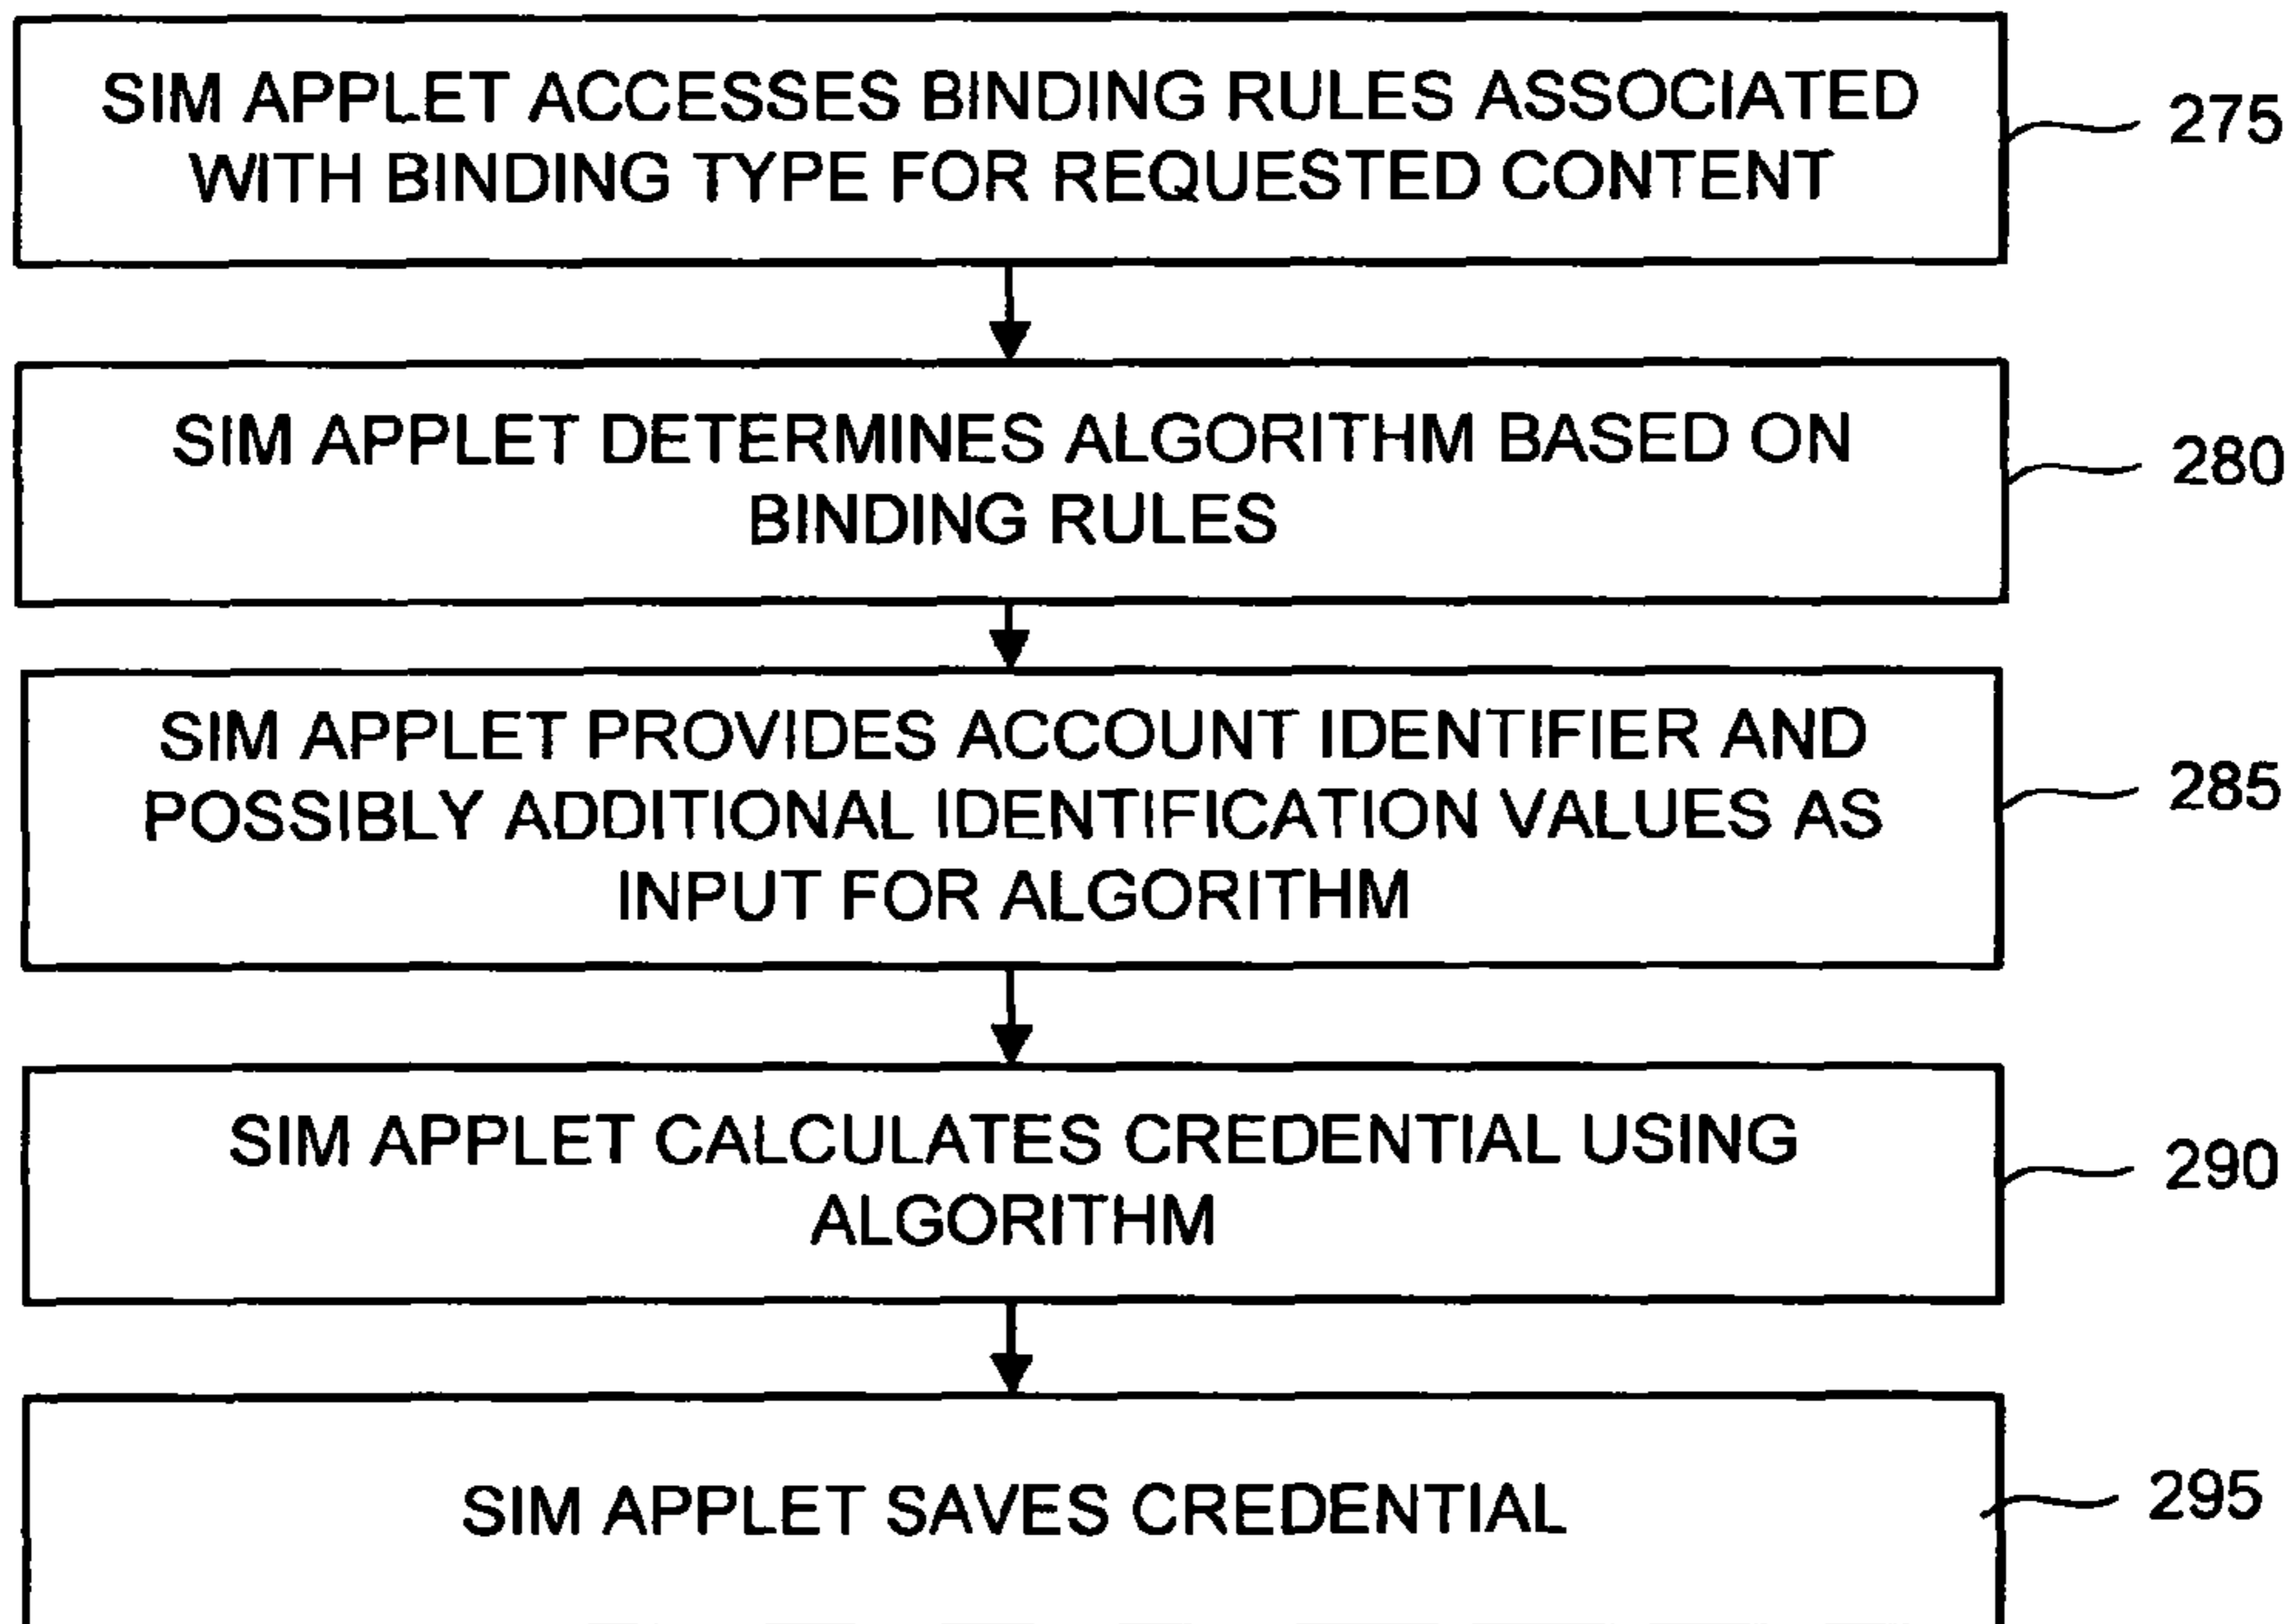 SIM APPLET ACCESSES BINDING RULES ASSOCIATED
WITH BINDING TYPE FOR REQUESTED CONTENT
275
SIM APPLET DETERMINES ALGORITHM BASED ON
BINDING RULES
280
SIM APPLET PROVIDES ACCOUNT IDENTIFIER AND
POSSIBLY ADDITIONAL IDENTIFICATION VALUES AS
INPUT FOR ALGORITHM
285
SIM APPLET CALCULATES CREDENTIAL USING
ALGORITHM
290
SIM APPLET SAVES CREDENTIAL
295